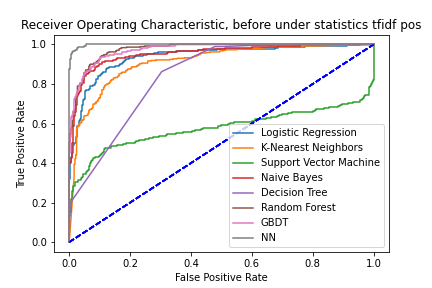 Receiver Operating Characteristic, before under statistics tfidf pos
True Positive Rate
1.0
0.8
0.6
0.4
0.2
0.0
Logistic Regression
K-Nearest Neighbors
Support Vector Machine
Naive Bayes
Decision Tree
Random Forest
GBDT
NN
0.0 0.2 0.4 0.6 0.8 1.0
False Positive Rate